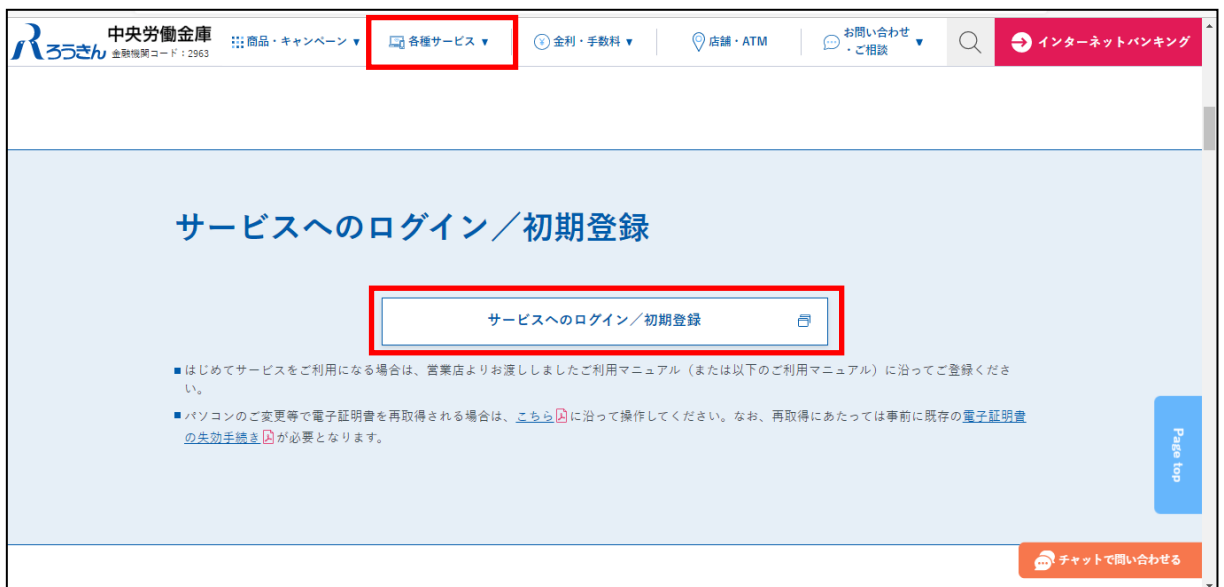 ろうきん 中央労働金庫
金融機関コード：2963
商品・キャンペーン ▼
各種サービス ▼
金利・手数料 ▼
店舗・ATM
お問い合わせ
・ご相談 ▼
インターネットバンキング
サービスへのログイン／初期登録
サービスへのログイン／初期登録
■はじめてサービスをご利用になる場合は、営業店よりお渡ししましたご利用マニュアル（または以下のご利用マニュアル）に沿ってご登録くださ
い。
■パソコンのご変更等で電子証明書を再取得される場合は、こちらに沿って操作してください。なお、再取得にあたっては事前に既存の電子証明書
の失効手続きが必要となります。
Page top
チャットで問い合わせる